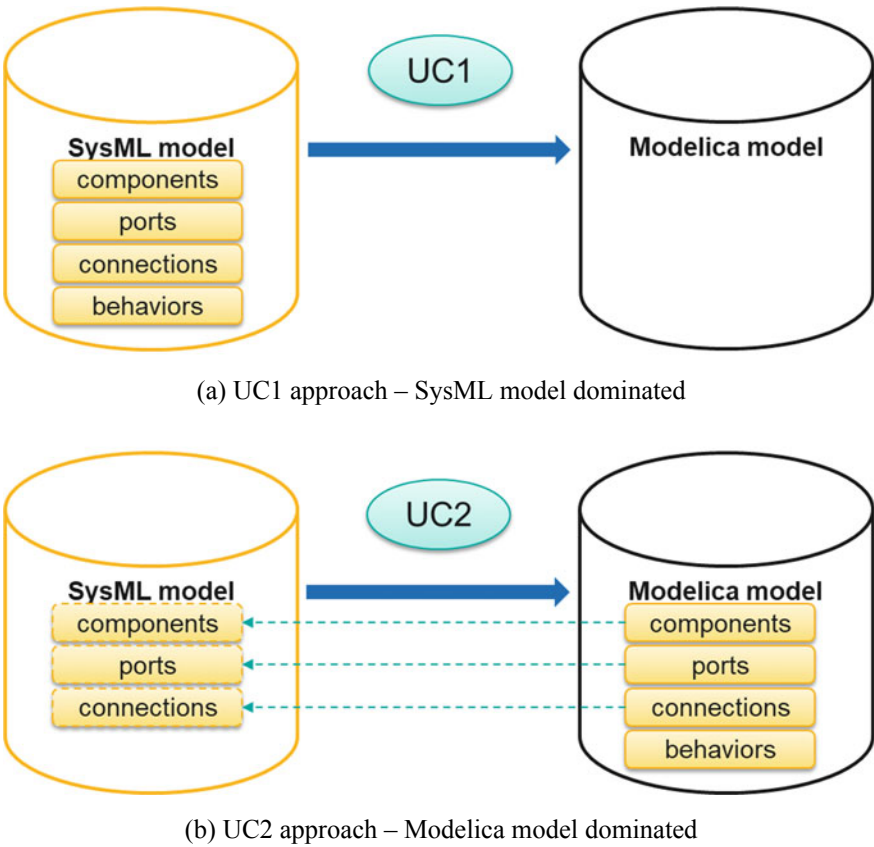 UC1
SysML model
Modelica model
components
ports
connections
behaviors
(a) UC1 approach – SysML model dominated
UC2
SysML model
Modelica model
components
components
ports
ports
connections
connections
behaviors
(b) UC2 approach – Modelica model dominated